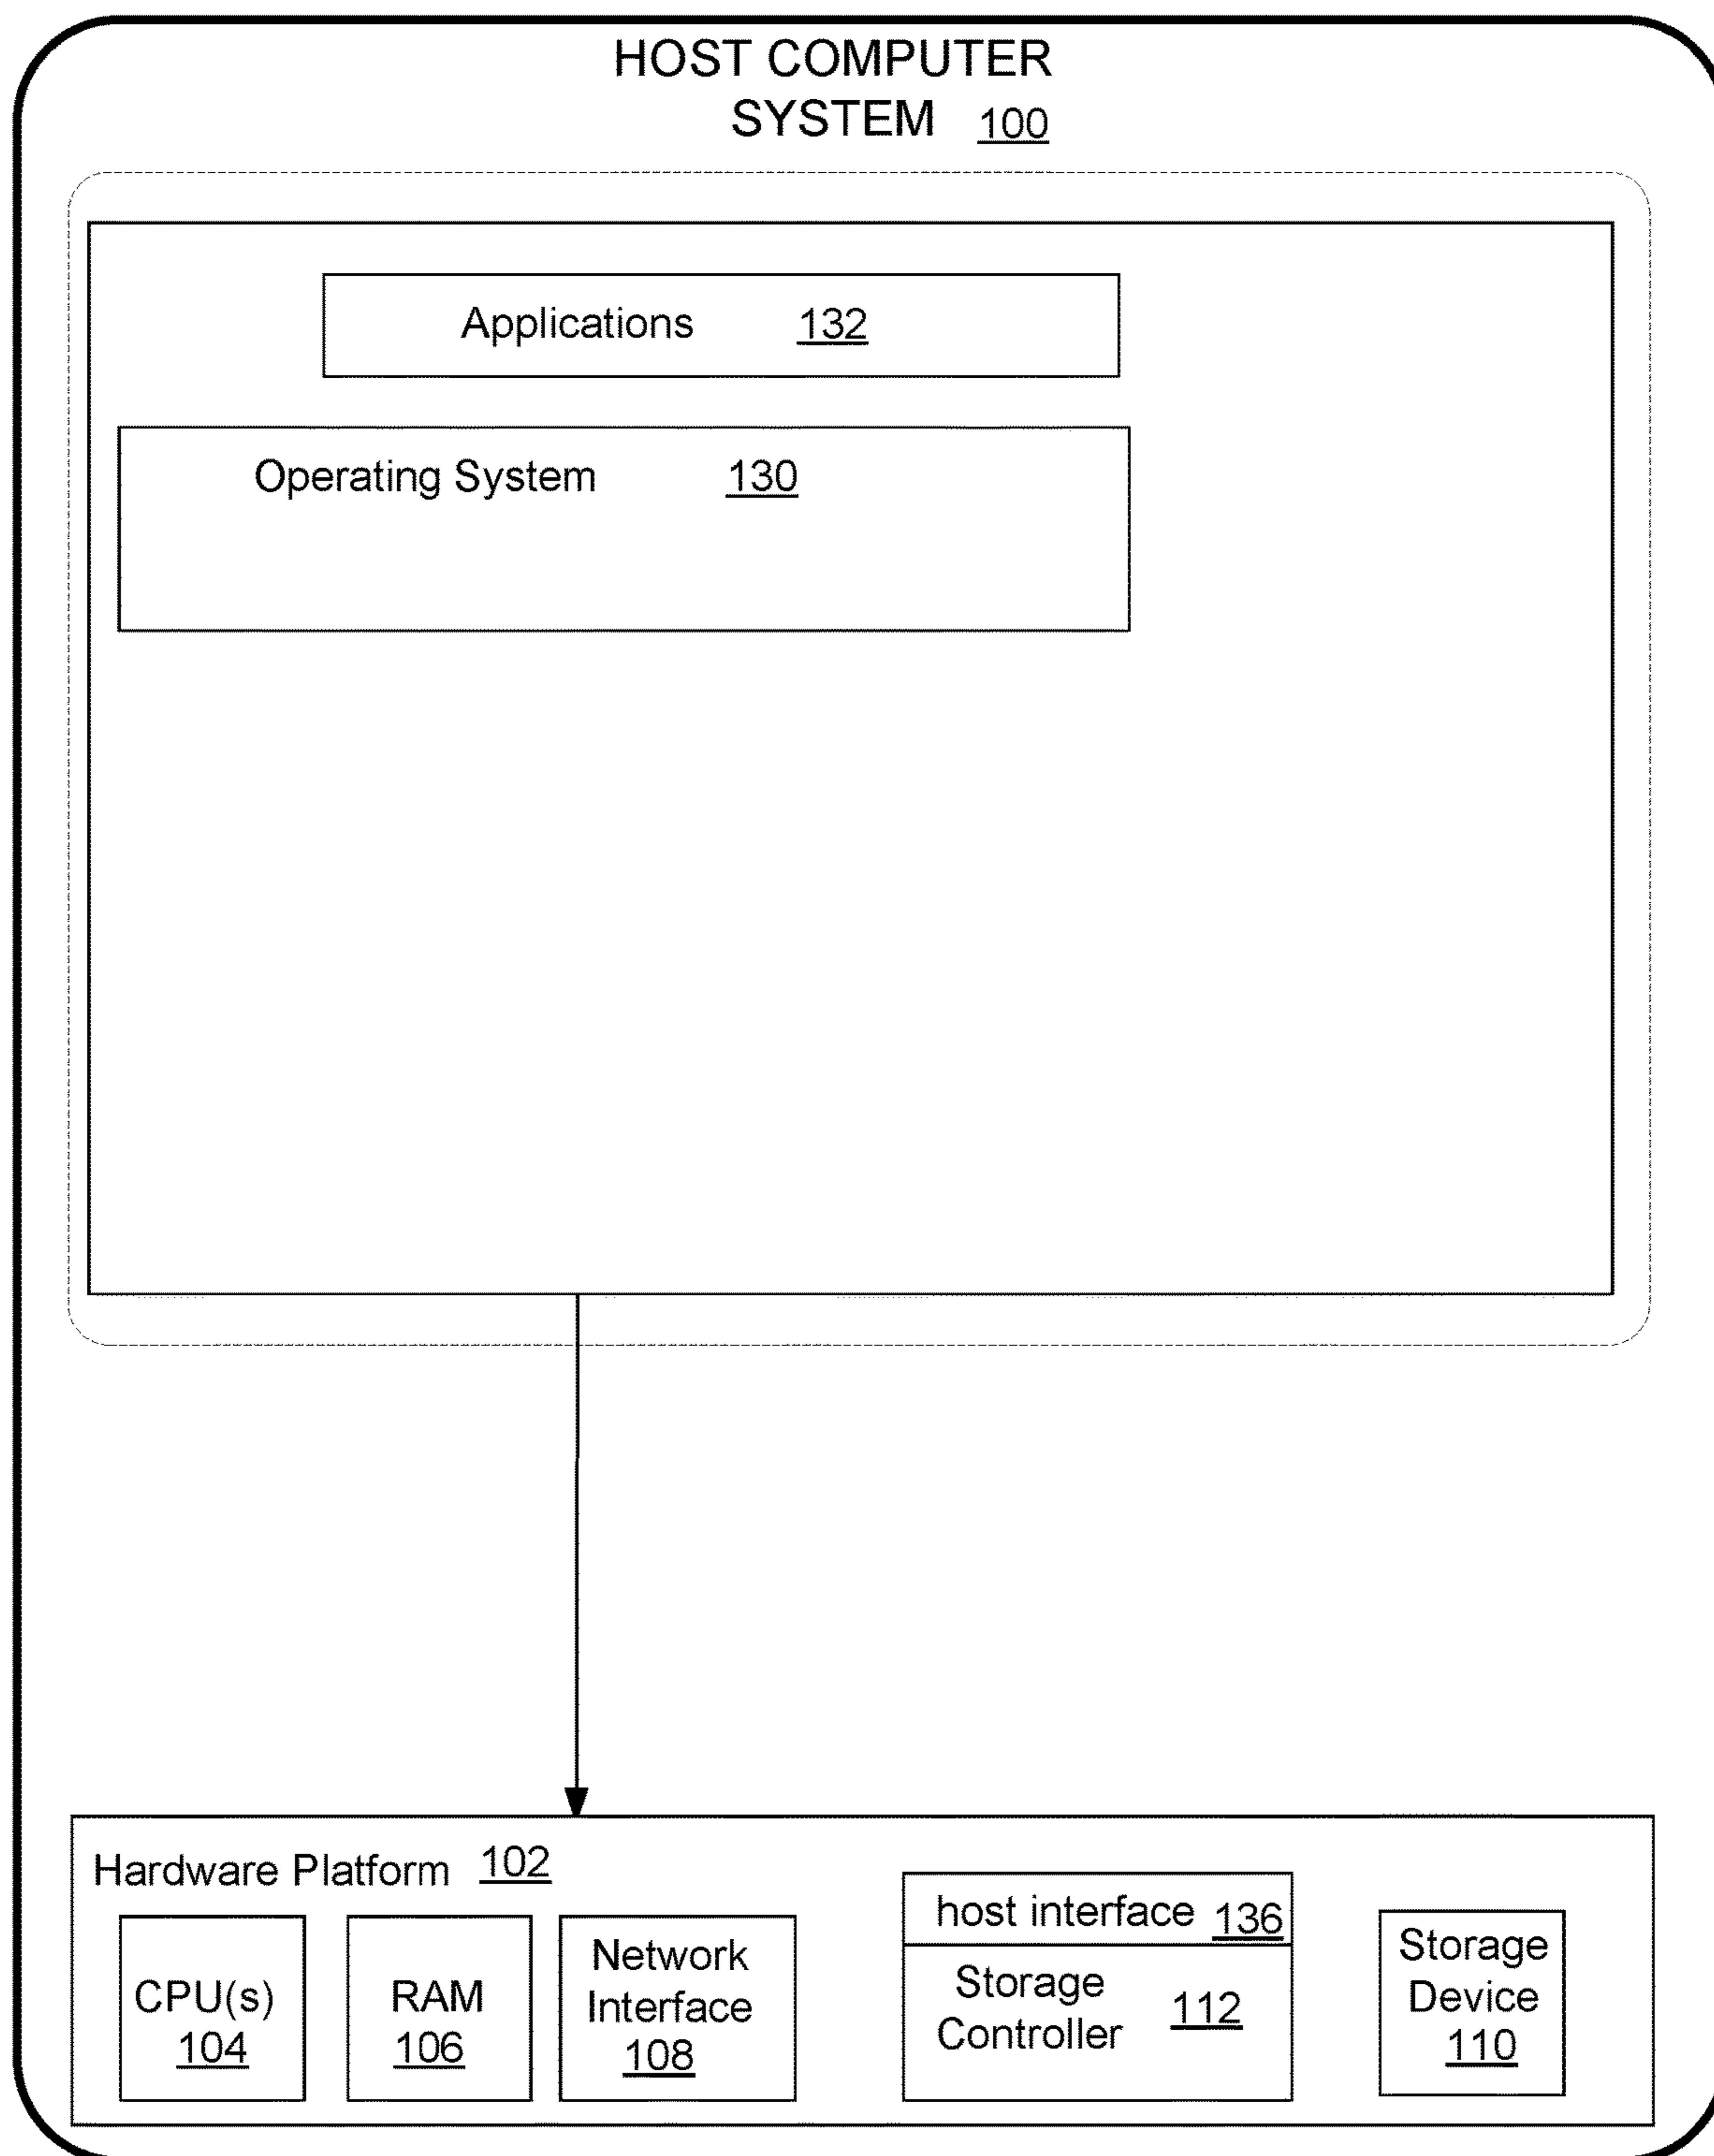 HOST COMPUTER
SYSTEM 100
Applications 132
Operating System 130
Hardware Platform 102
CPU(s)
104
RAM
106
Network
Interface
108
host interface 136
Storage
Controller 112
Storage
Device
110